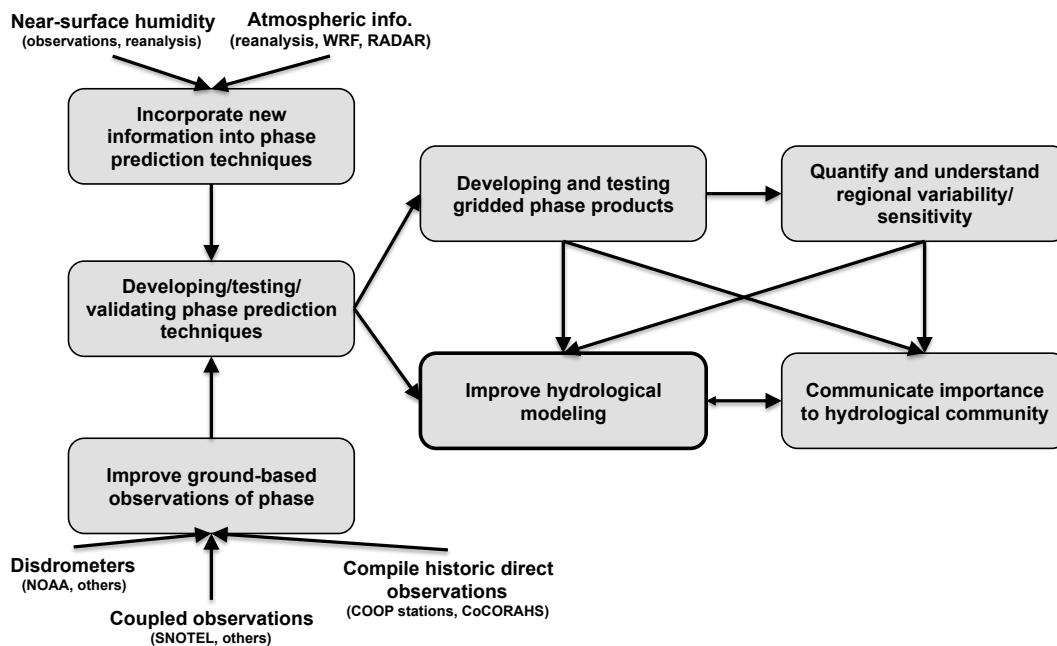 Near-surface humidity
(observations, reanalysis)
Atmospheric info.
(reanalysis, WRF, RADAR)
Incorporate new
information into phase
prediction techniques
Developing and testing
gridded phase products
Quantify and understand
regional variability/
sensitivity
Developing/testing/
validating phase prediction
techniques
Improve hydrological
modeling
Communicate importance
to hydrological community
Improve ground-based
observations of phase
Disdrometers
(NOAA, others)
Coupled observations
(SNOTEL, others)
Compile historic direct
observations
(COOP stations, CoCORAHS)